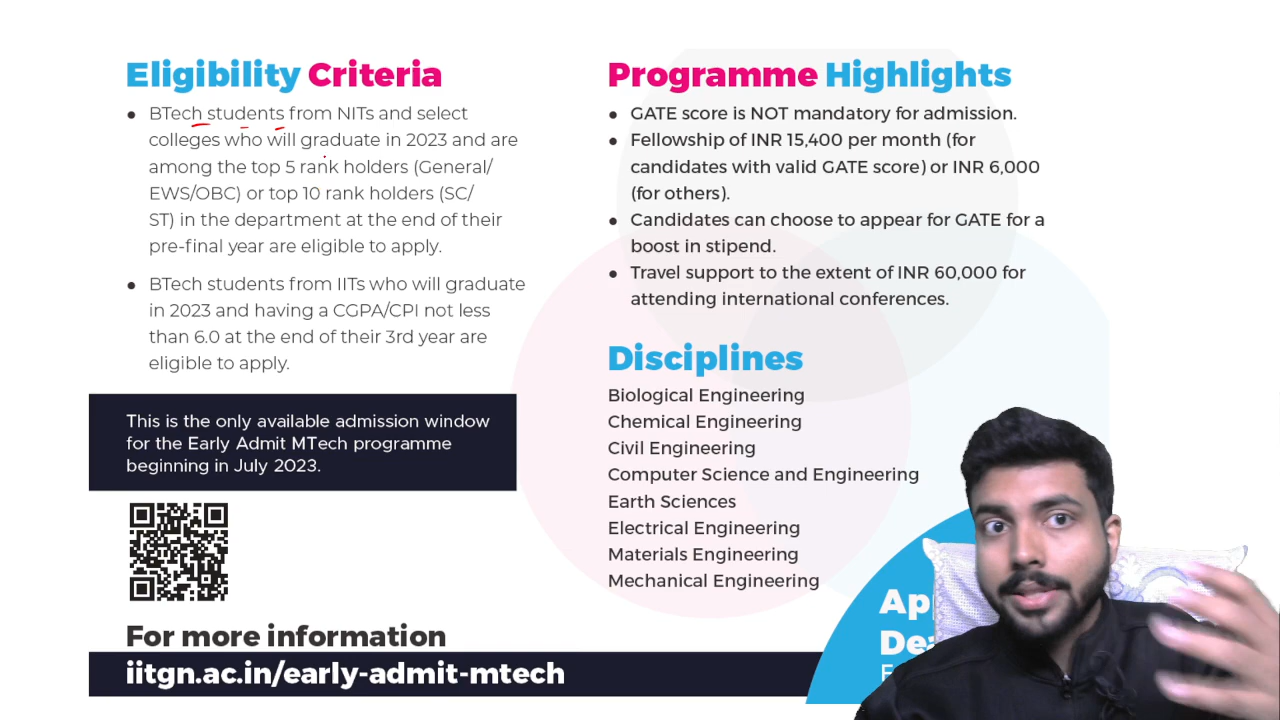 Eligibility Criteria
• BTech students from NITs and select
colleges who will graduate in 2023 and are
among the top 5 rank holders (General/
EWS/OBC) or top 10 rank holders (SC/
ST) in the department at the end of their
pre-final year are eligible to apply.
• BTech students from IITs who will graduate
in 2023 and having a CGPA/CPI not less
than 6.0 at the end of their 3rd year are
eligible to apply.
This is the only available admission window
for the Early Admit MTech programme
beginning in July 2023.
For more information
iitgn.ac.in/early-admit-mtech
Programme Highlights
• GATE score is NOT mandatory for admission.
• Fellowship of INR 15,400 per month (for
candidates with valid GATE score) or INR 6,000
(for others).
• Candidates can choose to appear for GATE for a
boost in stipend.
• Travel support to the extent of INR 60,000 for
attending international conferences.
Disciplines
Biological Engineering
Chemical Engineering
Civil Engineering
Computer Science and Engineering
Earth Sciences
Electrical Engineering
Materials Engineering
Mechanical Engineering